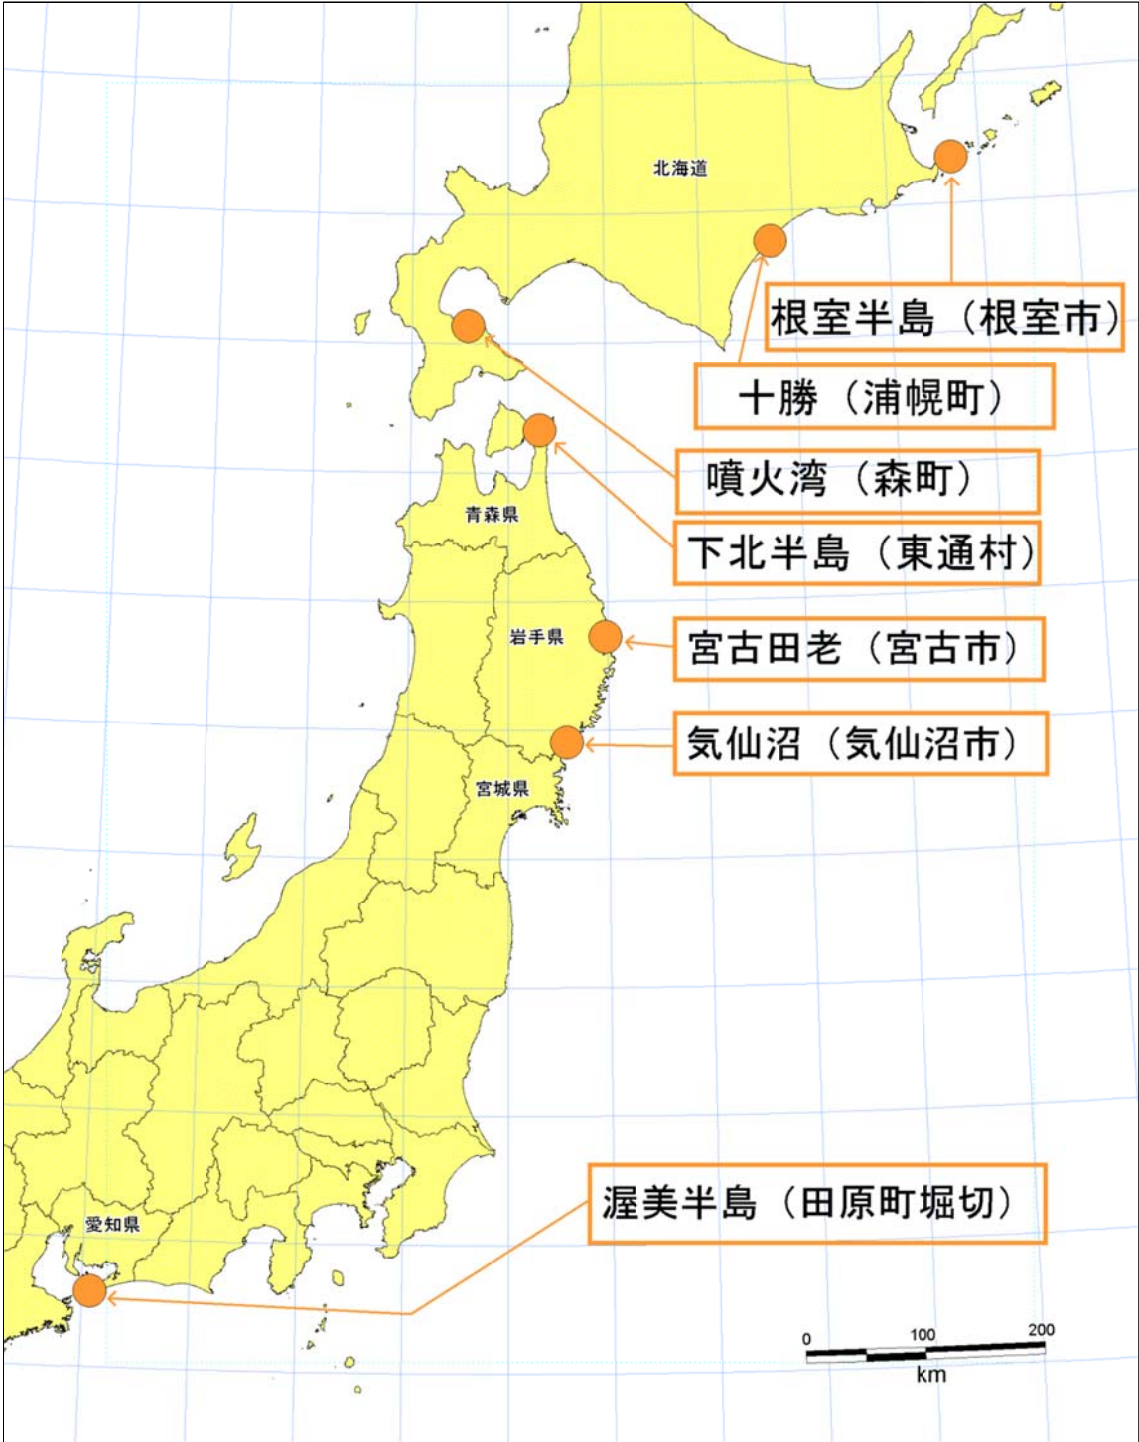 北海道
根室半島（根室市）
十勝（浦幌町）
噴火湾（森町）
下北半島（東通村）
青森県
岩手県
宮古田老（宮古市）
気仙沼（気仙沼市）
宮城県
渥美半島（田原町堀切）
愛知県
0 100 200
km